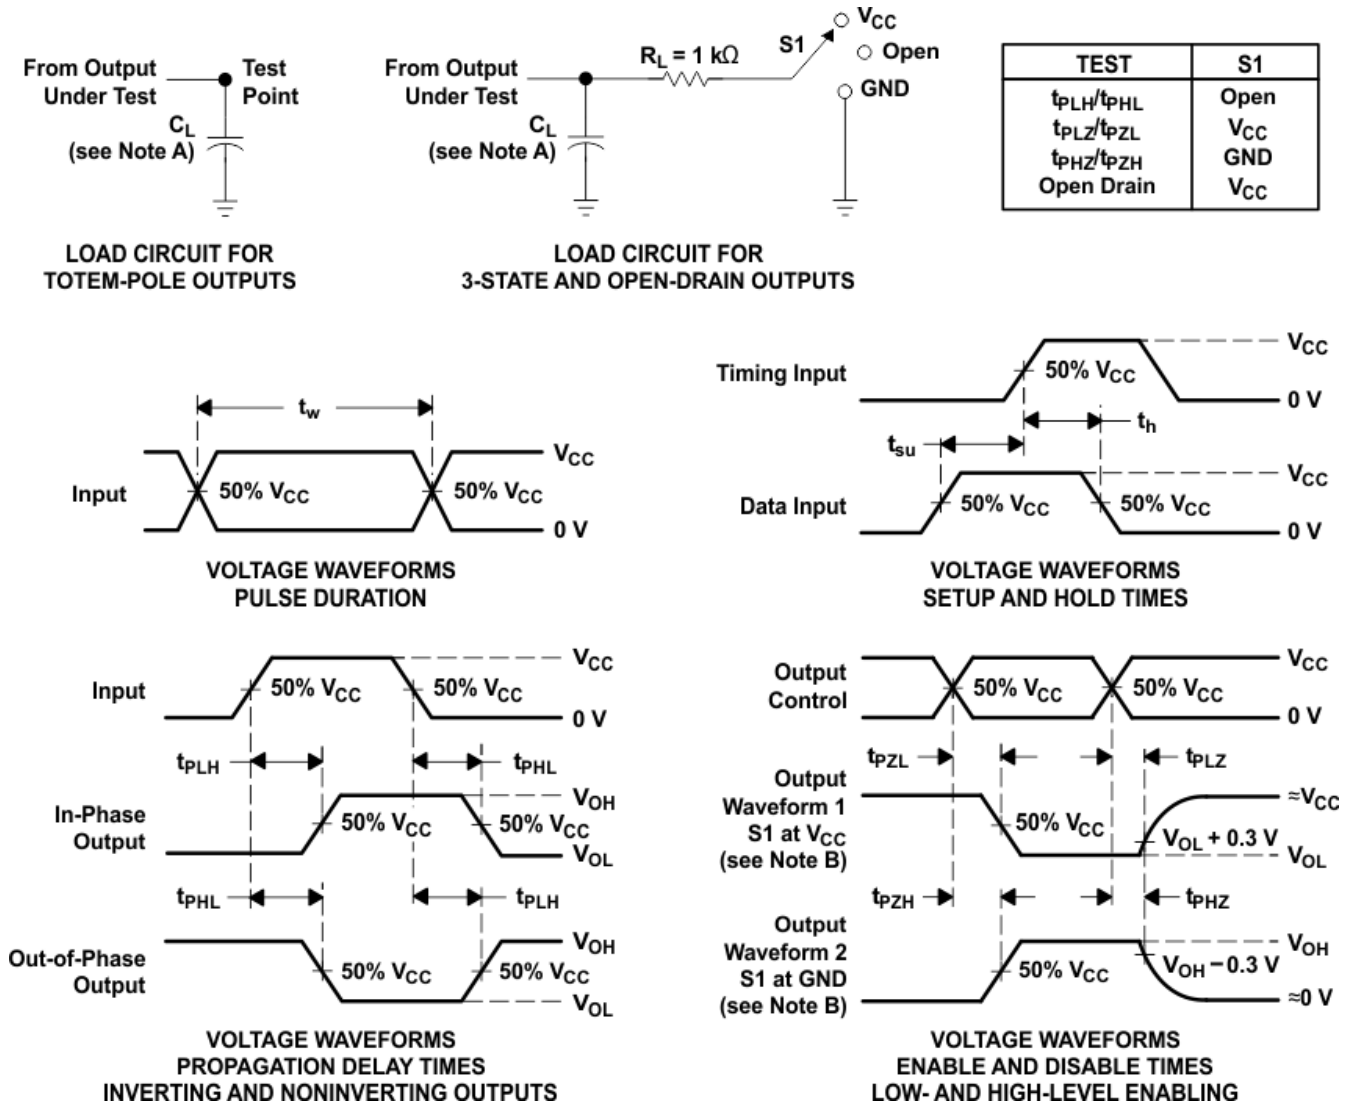 From Output
Under Test
Test
Point
CL
(see Note A)
LOAD CIRCUIT FOR
TOTEM-POLE OUTPUTS
From Output
Under Test
CL
(see Note A)
RL = 1 kΩ
S1
VCC
Open
GND
LOAD CIRCUIT FOR
3-STATE AND OPEN-DRAIN OUTPUTS
TEST S1
tPLH/tPHL Open
tPLZ/tPZL VCC
tPHZ/tPZH GND
Open Drain VCC
tw
Input
50% VCC
50% VCC
VCC
0 V
VOLTAGE WAVEFORMS
PULSE DURATION
Timing Input
50% VCC
VCC
0 V
tsu
th
Data Input
50% VCC
50% VCC
VCC
0 V
VOLTAGE WAVEFORMS
SETUP AND HOLD TIMES
Input
50% VCC
50% VCC
VCC
0 V
tPLH
tPHL
In-Phase
Output
50% VCC
50% VCC
VOH
VOL
tPHL
tPLH
Out-of-Phase
Output
50% VCC
50% VCC
VOH
VOL
VOLTAGE WAVEFORMS
PROPAGATION DELAY TIMES
INVERTING AND NONINVERTING OUTPUTS
Output
Control
50% VCC
50% VCC
VCC
0 V
tPZL
tPLZ
Output
Waveform 1
S1 at VCC
(see Note B)
50% VCC
VOL + 0.3 V
≈VCC
VOL
tPZH
tPHZ
Output
Waveform 2
S1 at GND
(see Note B)
50% VCC
VOH − 0.3 V
VOH
≈0 V
VOLTAGE WAVEFORMS
ENABLE AND DISABLE TIMES
LOW- AND HIGH-LEVEL ENABLING